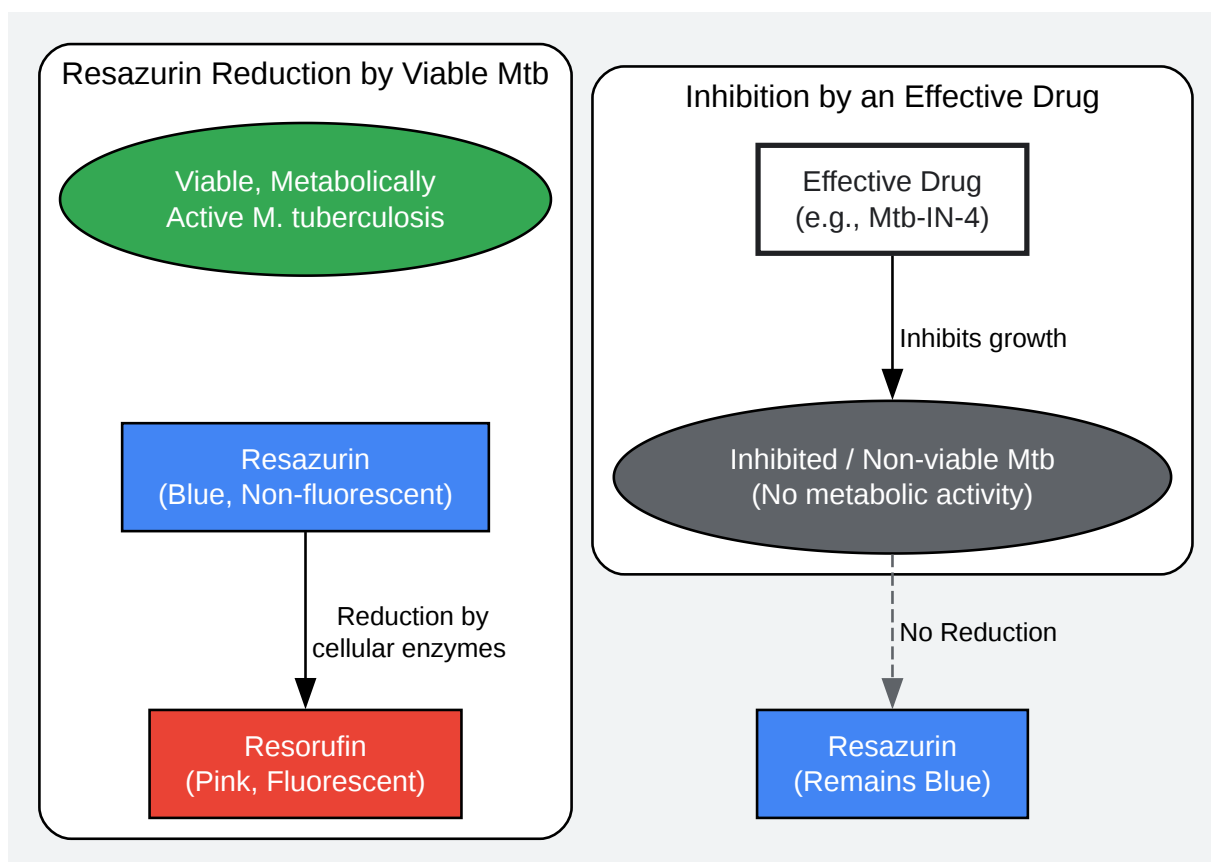 Resazurin Reduction by Viable Mtb
Viable, Metabolically
Active M. tuberculosis
Resazurin
(Blue, Non-fluorescent)
Reduction by
cellular enzymes
Resorufin
(Pink, Fluorescent)
Inhibition by an Effective Drug
Effective Drug
(e.g., Mtb-IN-4)
Inhibits growth
Inhibited / Non-viable Mtb
(No metabolic activity)
No Reduction
Resazurin
(Remains Blue)